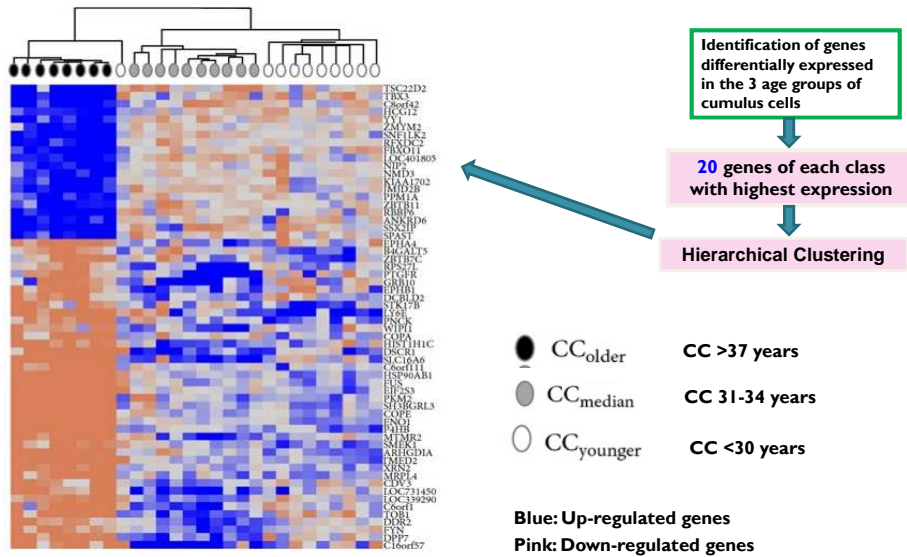 TSC22D2
TBX3
C8orf42
HCG12
YY1
ZMYM2
SNF1LK2
RFXDC2
FBXO11
LOC401805
NIP2
NMD3
KIAA1702
JMJD2B
PPM1A
ZBTB11
RBBP6
ANKRD6
SSX2IP
SPAST
EPHA4
B4GALT5
ZBTB7C
RPS27L
PTGFR
GRB10
EPHB1
DCBLD2
STK17B
LY6E
PNCK
WIPI1
COPA
HIST1H1C
DSCR1
SLC16A6
C6orf111
HSP90AB1
FUS
EIF2S3
PKM2
SH3BGRL3
COPE
ENO1
P4HB
MTMR2
SMEK1
ARHGDIA
TMED2
XRN2
MRPL4
CDV3
LOC731450
LOC339290
C6orf1
TOB1
DDR2
FYN
DPP7
C16orf57
Identification of genes
differentially expressed
in the 3 age groups of
cumulus cells
20 genes of each class
with highest expression
Hierarchical Clustering
CColder CC >37 years
CCmedian CC 31-34 years
CCyounger CC <30 years
Blue: Up-regulated genes
Pink: Down-regulated genes